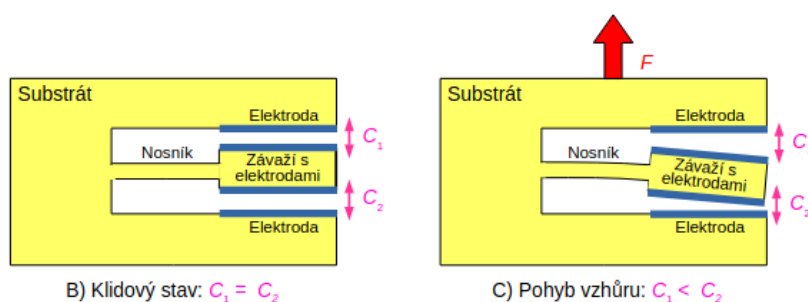 F
Substrát
Elektroda
Nosník
C1
Závaží s
elektrodami
C2
Elektroda
B) Klidový stav: C1 = C2
Substrát
Elektroda
Nosník
C
Závaží s
elektrodami
C2
Elektroda
C) Pohyb vzhůru: C1 < C2